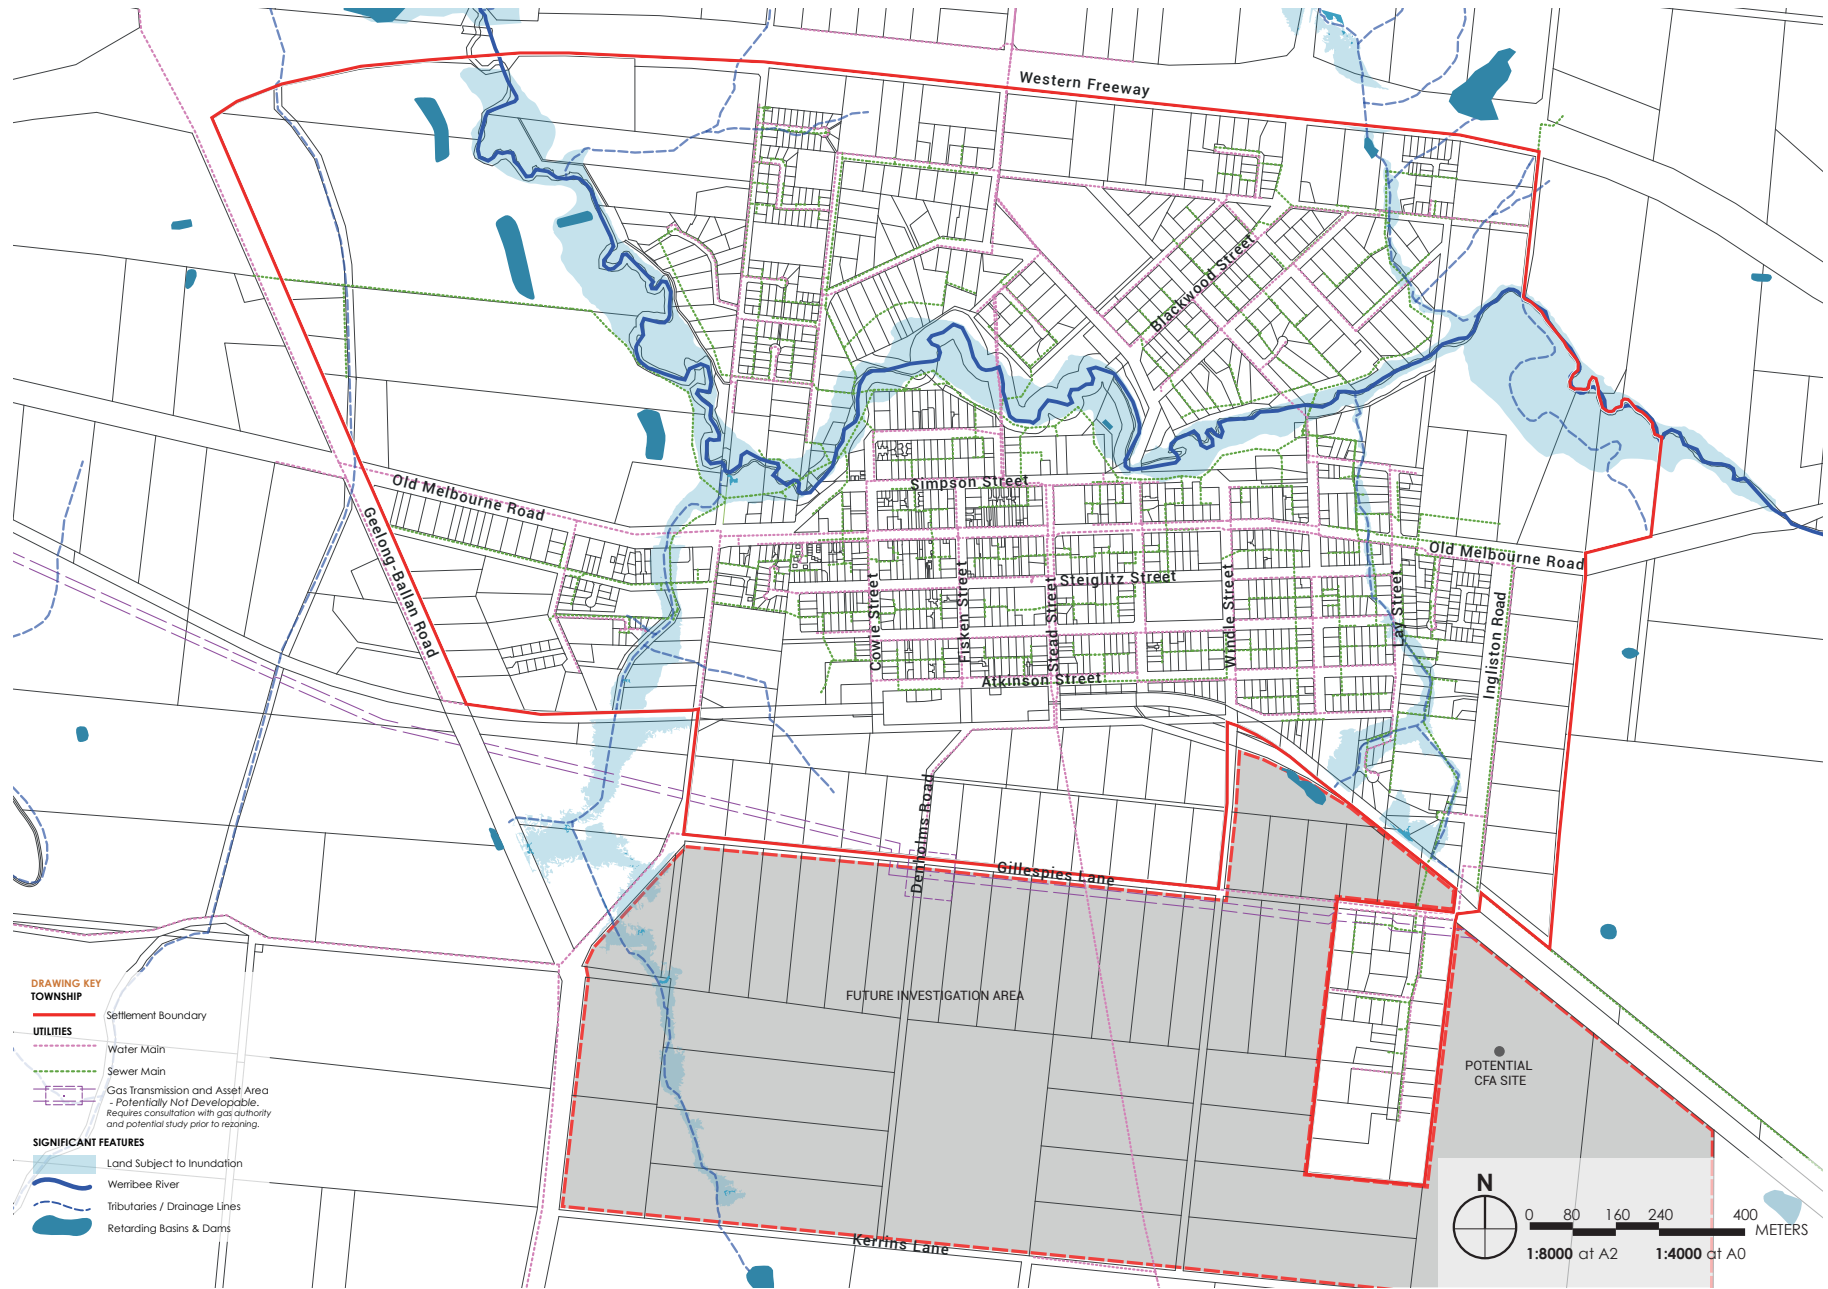 Western Freeway
Blackwood Street
Simpson Street
Old Melbourne Road
Geelong-Ballan Road
Old Melbourne Road
Steiglitz Street
Cowie Street
Fisken Street
Stead Street
Windle Street
Lay Street
Ingliston Road
Atkinson Street
Denholms Road
Gillespies Lane
FUTURE INVESTIGATION AREA
POTENTIAL
CFA SITE
Kerrins Lane
DRAWING KEY
TOWNSHIP
Settlement Boundary
UTILITIES
Water Main
Sewer Main
Gas Transmission and Asset Area
- Potentially Not Developable.
Requires consultation with gas authority
and potential study prior to rezoning.
SIGNIFICANT FEATURES
Land Subject to Inundation
Werribee River
Tributaries / Drainage Lines
Retarding Basins & Dams
N
0 80 160 240 400
METERS
1:8000 at A2 1:4000 at A0